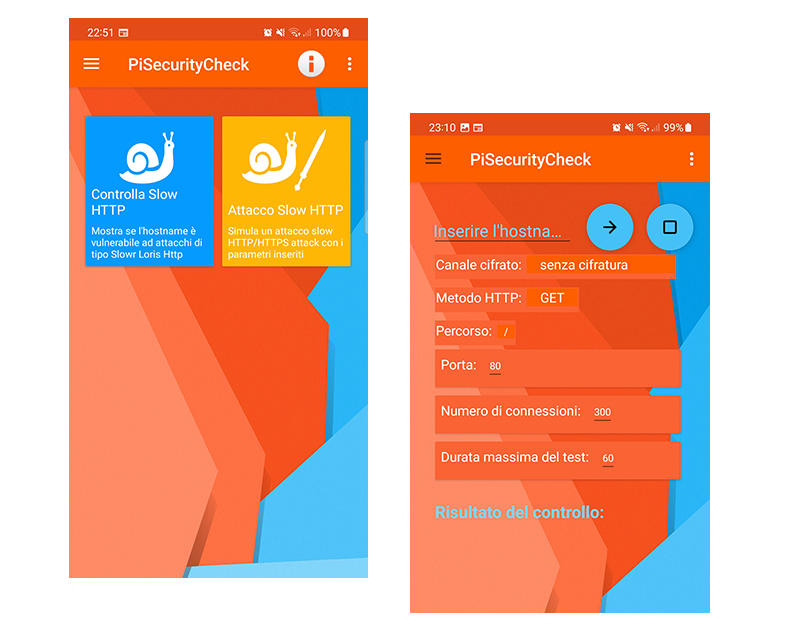 22:51
100%
PiSecurityCheck
Controlla Slow
HTTP
Mostra se l'hostname è
vulnerabile ad attacchi di
tipo Slowr Loris Http
Attacco Slow HTTP
Simula un attacco slow
HTTP/HTTPS attack con i
parametri inseriti
23:10
99%
PiSecurityCheck
Inserire l'hostna...
Canale cifrato: senza cifratura
Metodo HTTP: GET
Percorso: /
Porta: 80
Numero di connessioni: 300
Durata massima del test: 60
Risultato del controllo: